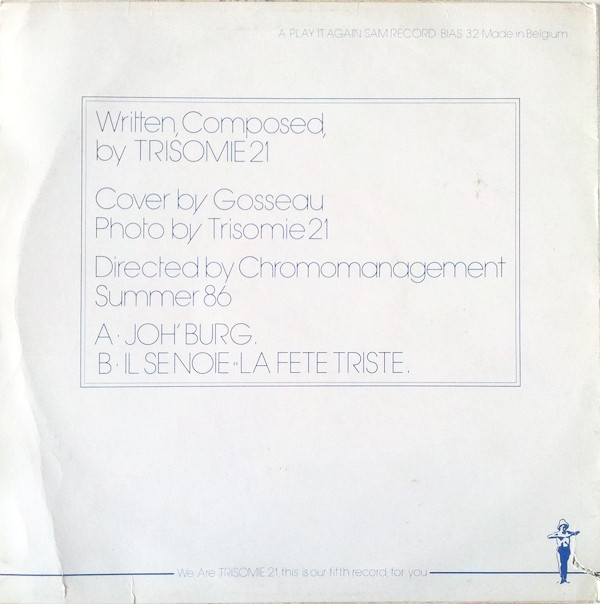 A PLAY IT AGAIN SAM RECORD BIAS 32 Made in Belgium
Written, Composed,
by TRISOMIE 21
Cover by Gosseau
Photo by Trisomie 21
Directed by Chromomanagement
Summer 86
A · JOH' BURG.
B · IL SE NOIE ·· LA FETE TRISTE.
We Are TRISOMIE 21, this is our fifth record, for you